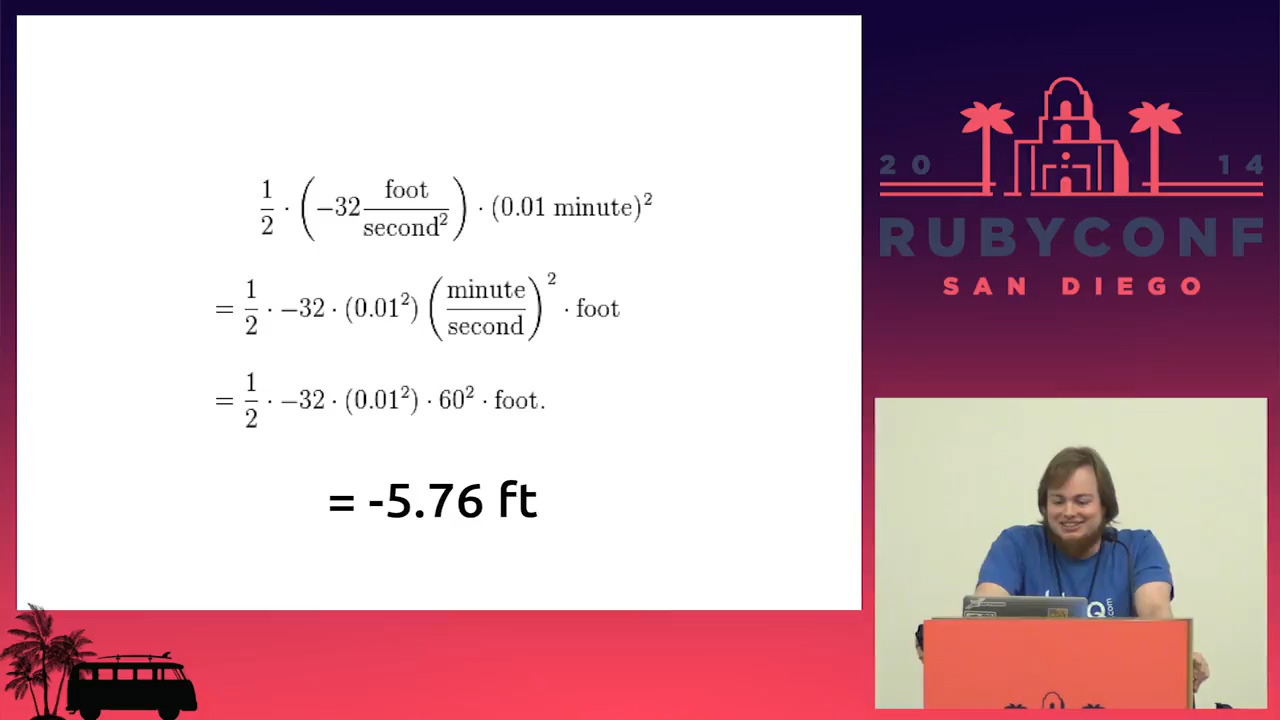 1/2 · (−32 foot/second²) · (0.01 minute)²
= 1/2 · −32 · (0.01²) (minute/second)² · foot
= 1/2 · −32 · (0.01²) · 60² · foot.
= -5.76 ft
20 14
RUBYCONF
SAN DIEGO
Q
.com